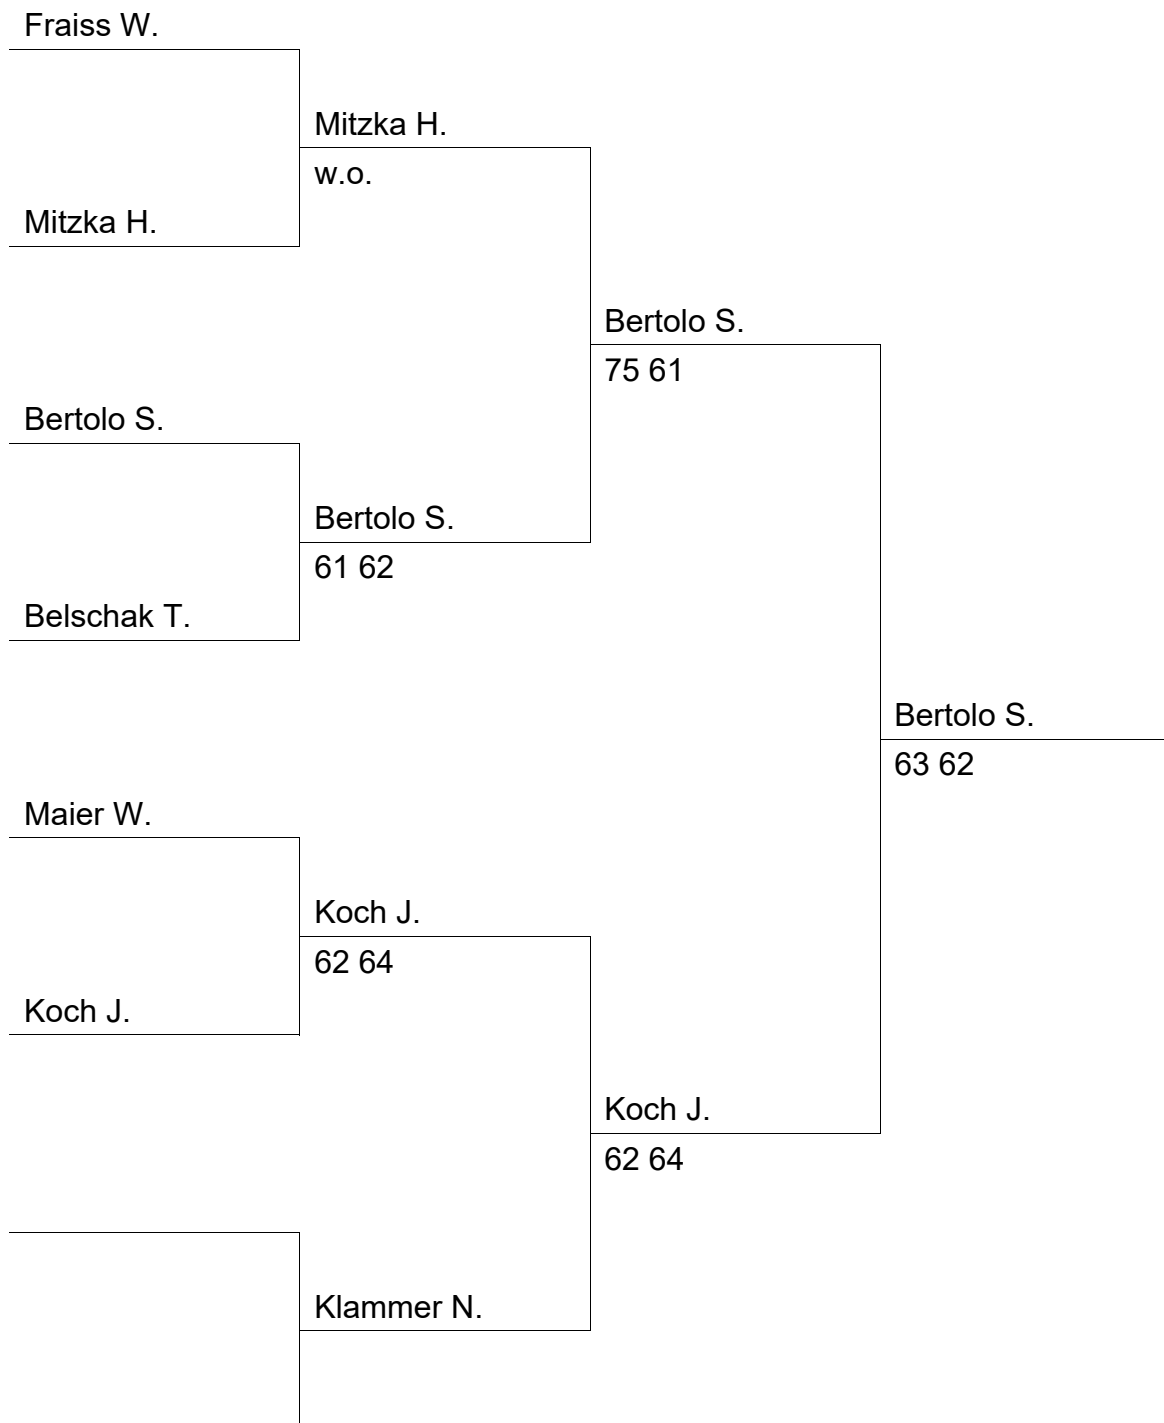 Fraiss W.
Mitzka H.
w.o.
Mitzka H.
Bertolo S.
75 61
Bertolo S.
Bertolo S.
61 62
Belschak T.
Bertolo S.
63 62
Maier W.
Koch J.
62 64
Koch J.
Koch J.
62 64
Klammer N.